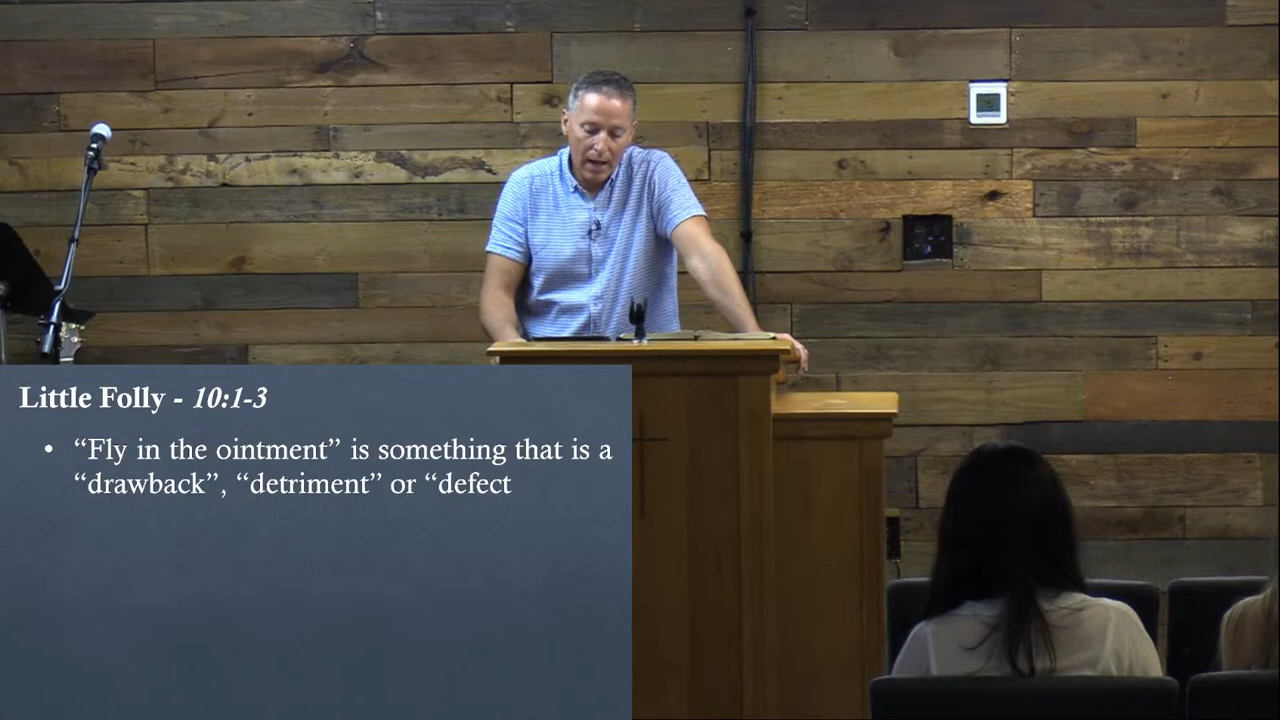 Little Folly - 10:1-3
• “Fly in the ointment” is something that is a
“drawback”, “detriment” or “defect